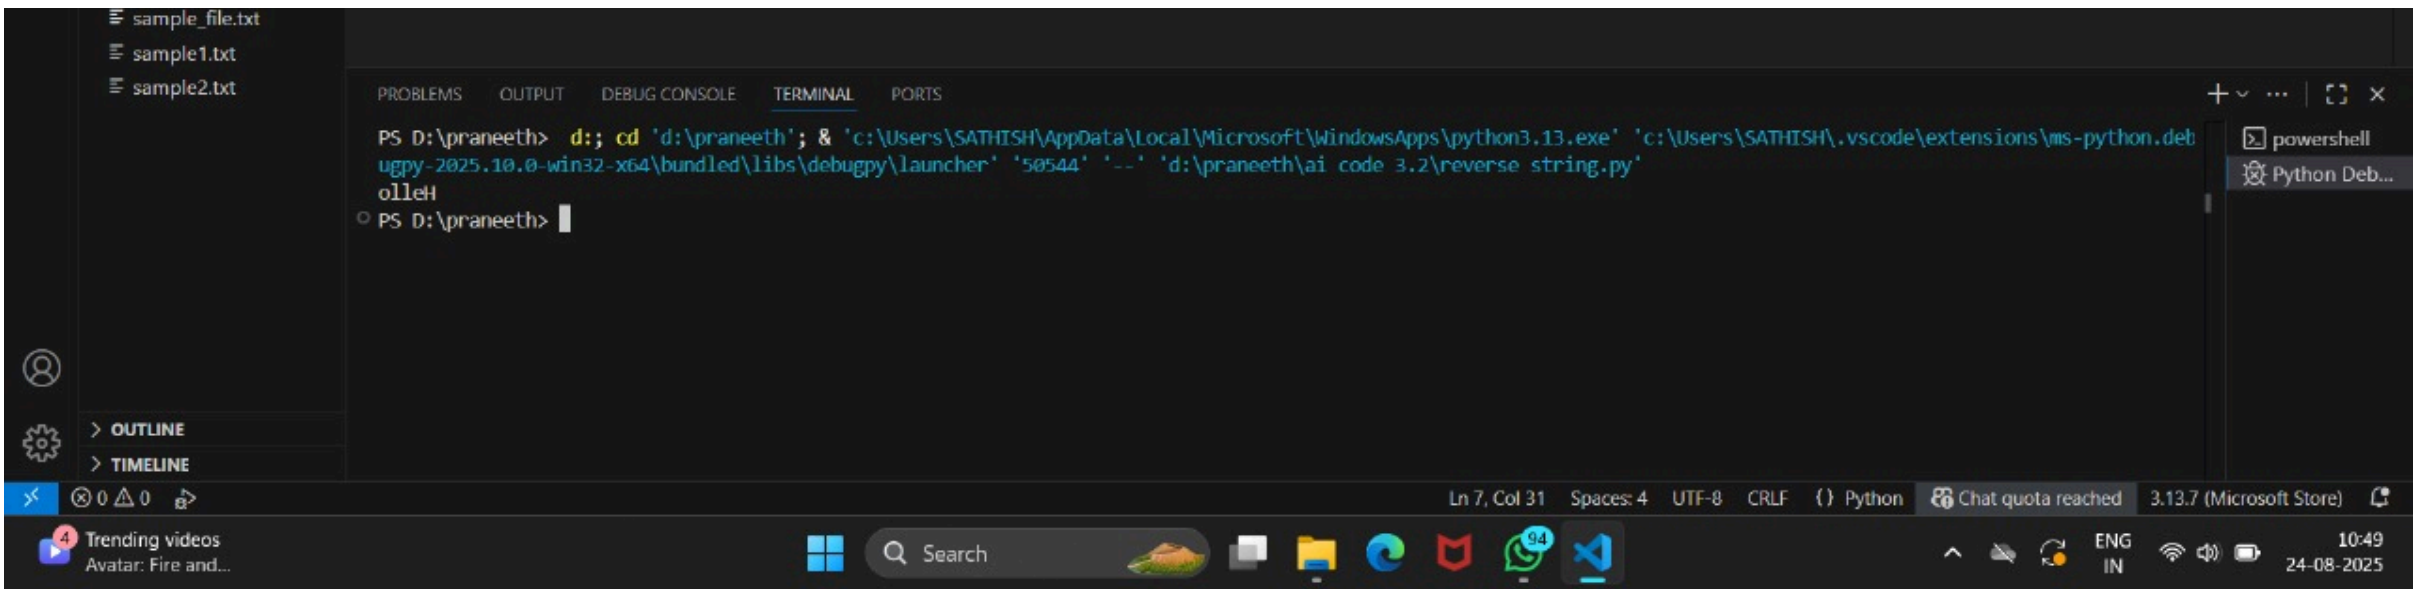 sample_file.txt
sample1.txt
sample2.txt
PROBLEMS OUTPUT DEBUG CONSOLE TERMINAL PORTS
PS D:\praneeth>  d:; cd 'd:\praneeth'; & 'c:\Users\SATHISH\AppData\Local\Microsoft\WindowsApps\python3.13.exe' 'c:\Users\SATHISH\.vscode\extensions\ms-python.deb
ugpy-2025.10.0-win32-x64\bundled\libs\debugpy\launcher' '50544' '--' 'd:\praneeth\ai code 3.2\reverse string.py'
olleH
PS D:\praneeth>
powershell
Python Deb...
OUTLINE
TIMELINE
0 0 Ln 7, Col 31 Spaces: 4 UTF-8 CRLF {} Python Chat quota reached 3.13.7 (Microsoft Store)
4
Trending videos
Avatar: Fire and...
Search
94
ENG
IN
10:49
24-08-2025